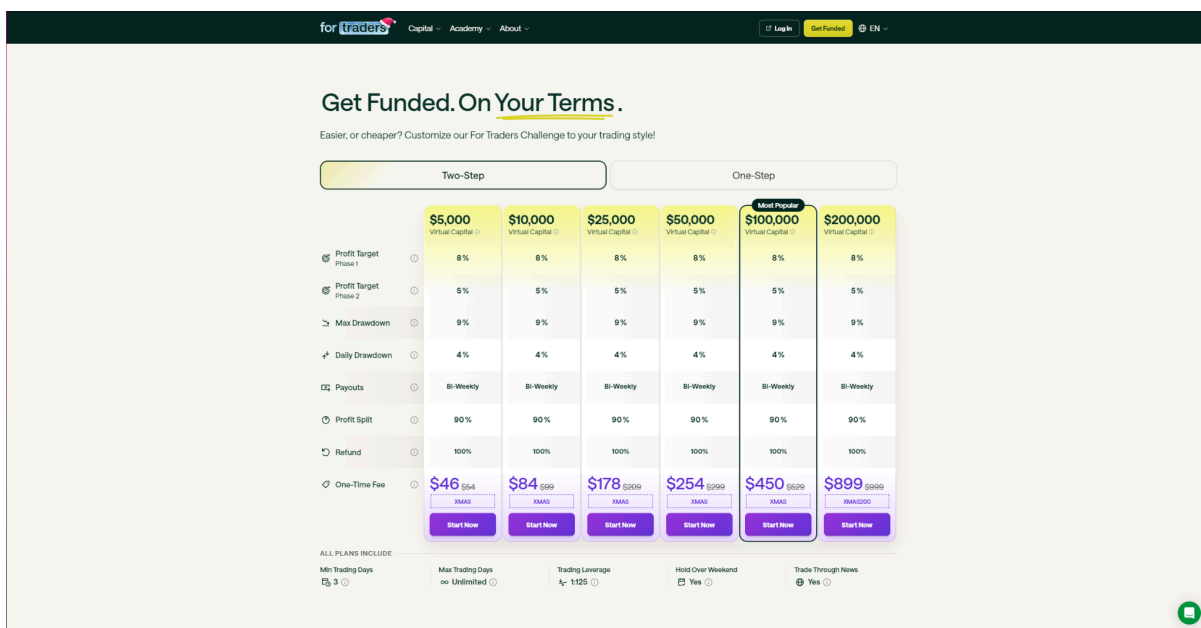 for traders
Capital Academy About
Log In Get Funded EN
Get Funded. On Your Terms.
Easier, or cheaper? Customize our For Traders Challenge to your trading style!
Two-Step One-Step
Most Popular
$5,000 $10,000 $25,000 $50,000 $100,000 $200,000
Virtual Capital Virtual Capital Virtual Capital Virtual Capital Virtual Capital Virtual Capital
Profit Target 8% 8% 8% 8% 8% 8%
Phase 1
Profit Target 5% 5% 5% 5% 5% 5%
Phase 2
Max Drawdown 9% 9% 9% 9% 9% 9%
Daily Drawdown 4% 4% 4% 4% 4% 4%
Payouts Bi-Weekly Bi-Weekly Bi-Weekly Bi-Weekly Bi-Weekly Bi-Weekly
Profit Split 90% 90% 90% 90% 90% 90%
Refund 100% 100% 100% 100% 100% 100%
One-Time Fee $46 $54 $84 $99 $178 $209 $254 $299 $450 $529 $899 $999
XMAS XMAS XMAS XMAS XMAS XMAS200
Start Now Start Now Start Now Start Now Start Now Start Now
ALL PLANS INCLUDE
Min Trading Days Max Trading Days Trading Leverage Hold Over Weekend Trade Through News
3 Unlimited 1:125 Yes Yes